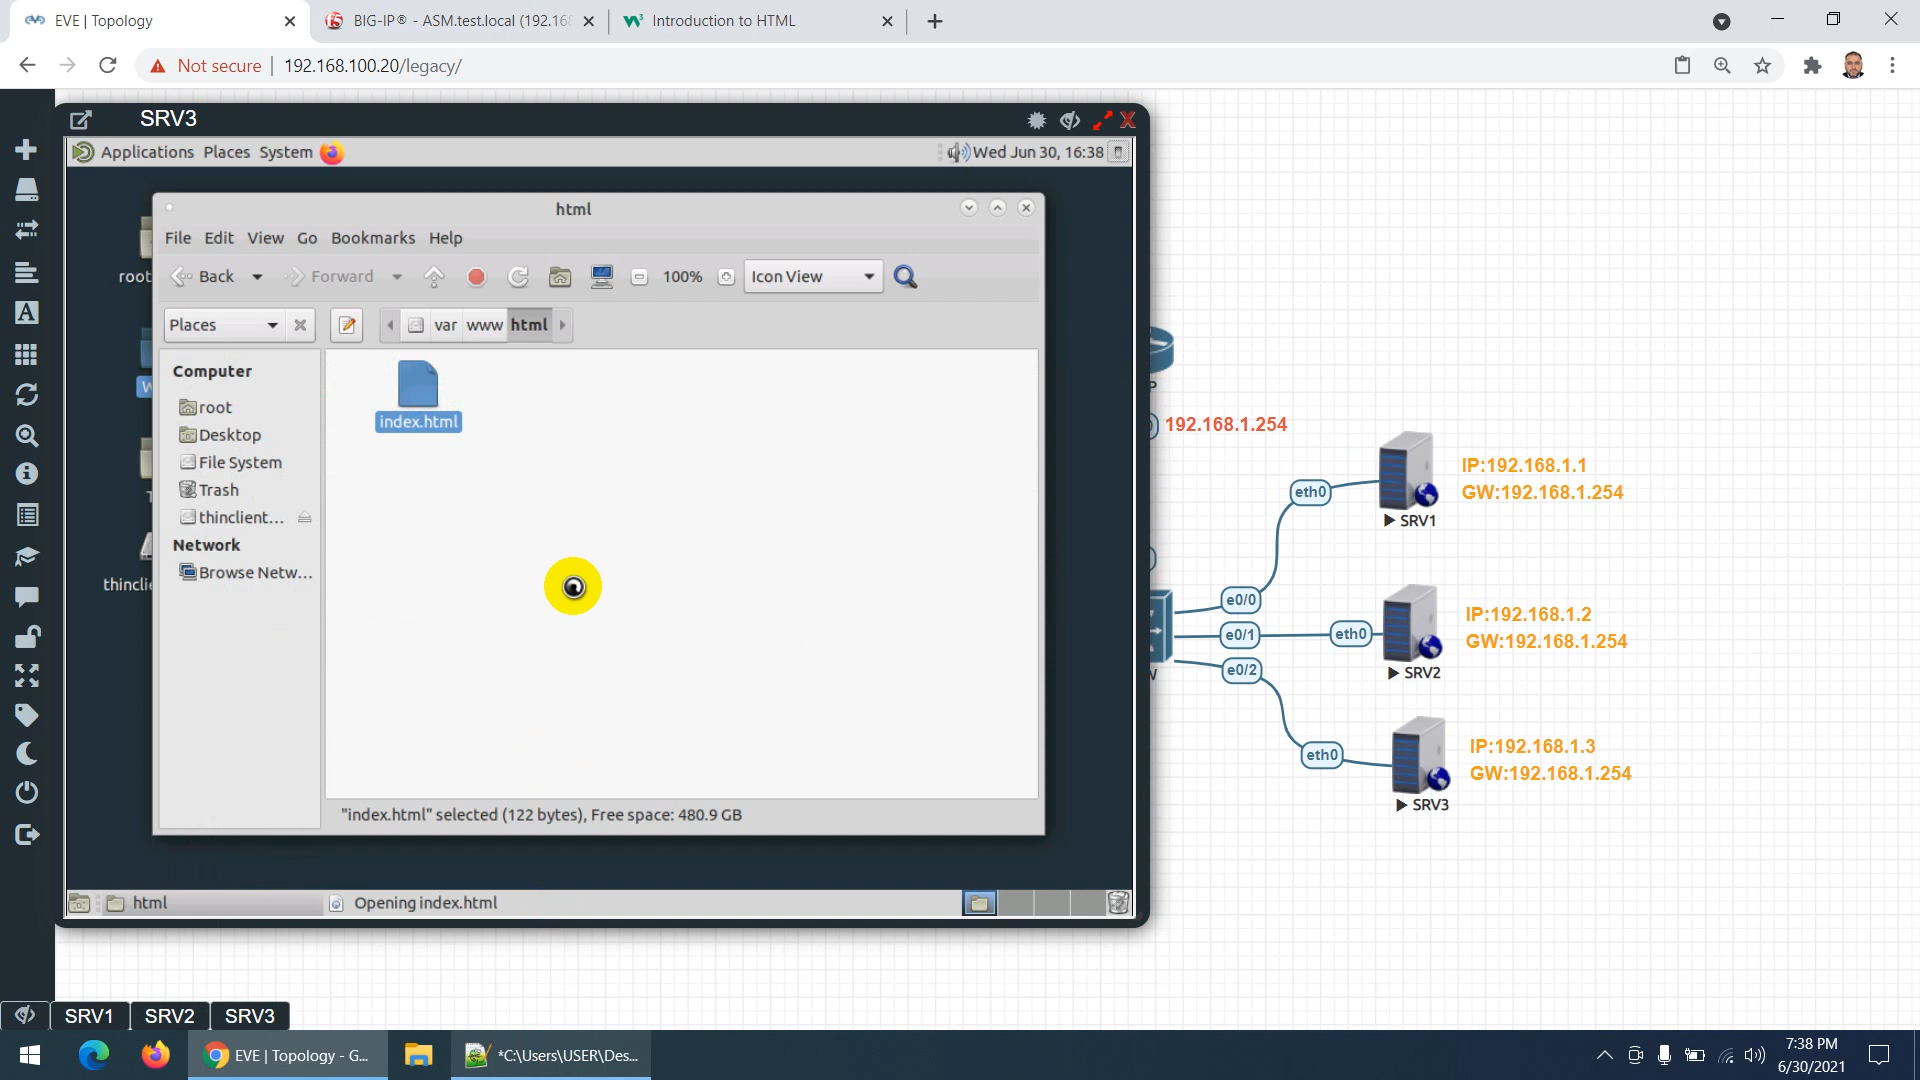 EVE | Topology
BIG-IP® - ASM.test.local (192.168
Introduction to HTML
Not secure
192.168.100.20/legacy/
SRV3
Applications Places System
Wed Jun 30, 16:38
html
File Edit View Go Bookmarks Help
Back
Forward
100%
Icon View
Places
var www html
root
Computer
root
Desktop
File System
Trash
thinclient...
Network
Browse Netw...
thinclie
index.html
"index.html" selected (122 bytes), Free space: 480.9 GB
html
Opening index.html
192.168.1.254
eth0
IP:192.168.1.1
GW:192.168.1.254
SRV1
e0/0
e0/1
e0/2
eth0
IP:192.168.1.2
GW:192.168.1.254
SRV2
eth0
IP:192.168.1.3
GW:192.168.1.254
SRV3
SRV1
SRV2
SRV3
EVE | Topology - G...
*C:\Users\USER\Des...
7:38 PM
6/30/2021